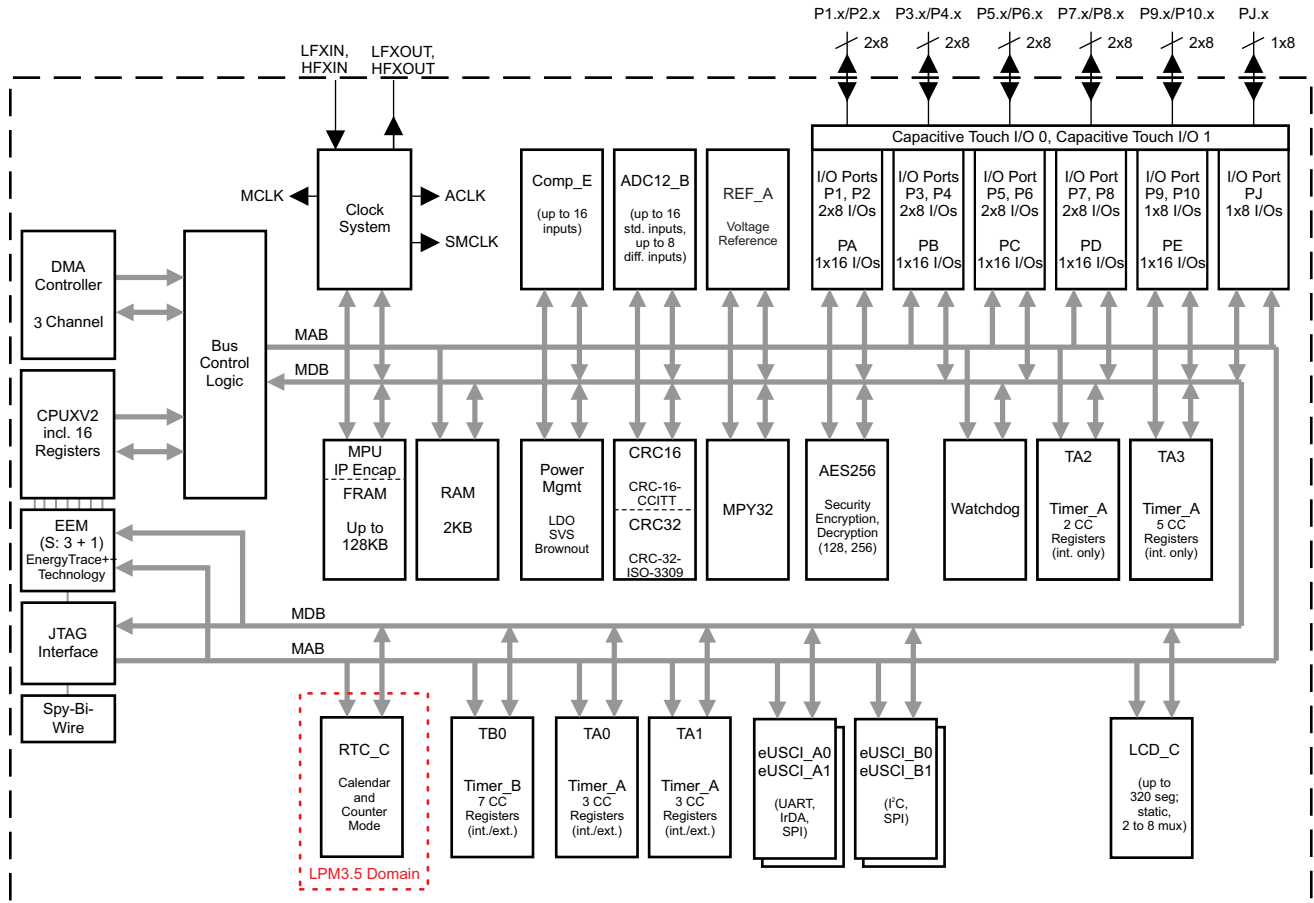 P1.x/P2.x
P3.x/P4.x
P5.x/P6.x
P7.x/P8.x
P9.x/P10.x
PJ.x
2x8
2x8
2x8
2x8
2x8
1x8
LFXIN,
HFXIN
LFXOUT,
HFXOUT
Capacitive Touch I/O 0, Capacitive Touch I/O 1
MCLK
Clock
System
ACLK
SMCLK
Comp_E
(up to 16
inputs)
ADC12_B
(up to 16
std. inputs,
up to 8
diff. inputs)
REF_A
Voltage
Reference
I/O Ports
P1, P2
2x8 I/Os
PA
1x16 I/Os
I/O Ports
P3, P4
2x8 I/Os
PB
1x16 I/Os
I/O Port
P5, P6
2x8 I/Os
PC
1x16 I/Os
I/O Port
P7, P8
2x8 I/Os
PD
1x16 I/Os
I/O Port
P9, P10
1x8 I/Os
PE
1x16 I/Os
I/O Port
PJ
1x8 I/Os
DMA
Controller
3 Channel
Bus
Control
Logic
MAB
MDB
CPUXV2
incl. 16
Registers
MPU
IP Encap
FRAM
Up to
128KB
RAM
2KB
Power
Mgmt
LDO
SVS
Brownout
CRC16
CRC-16-
CCITT
CRC32
CRC-32-
ISO-3309
MPY32
AES256
Security
Encryption,
Decryption
(128, 256)
Watchdog
TA2
Timer_A
2 CC
Registers
(int. only)
TA3
Timer_A
5 CC
Registers
(int. only)
EEM
(S: 3 + 1)
EnergyTrace++
Technology
MDB
JTAG
Interface
MAB
Spy-Bi-
Wire
RTC_C
Calendar
and
Counter
Mode
LPM3.5 Domain
TB0
Timer_B
7 CC
Registers
(int./ext.)
TA0
Timer_A
3 CC
Registers
(int./ext.)
TA1
Timer_A
3 CC
Registers
(int./ext.)
eUSCI_A0
eUSCI_A1
(UART,
IrDA,
SPI)
eUSCI_B0
eUSCI_B1
(I²C,
SPI)
LCD_C
(up to
320 seg;
static,
2 to 8 mux)